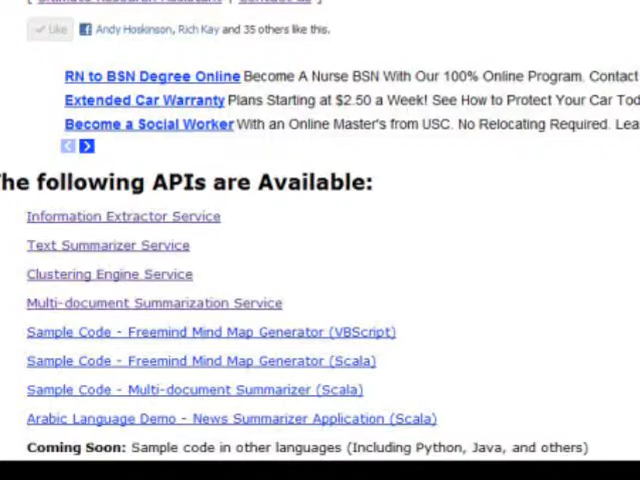 Like Andy Hoskinson, Rich Kay and 35 others like this.
RN to BSN Degree Online Become A Nurse BSN With Our 100% Online Program. Contact
Extended Car Warranty Plans Starting at $2.50 a Week! See How to Protect Your Car Tod
Become a Social Worker With an Online Master's from USC. No Relocating Required. Lea
he following APIs are Available:
Information Extractor Service
Text Summarizer Service
Clustering Engine Service
Multi-document Summarization Service
Sample Code - Freemind Mind Map Generator (VBScript)
Sample Code - Freemind Mind Map Generator (Scala)
Sample Code - Multi-document Summarizer (Scala)
Arabic Language Demo - News Summarizer Application (Scala)
Coming Soon: Sample code in other languages (Including Python, Java, and others)